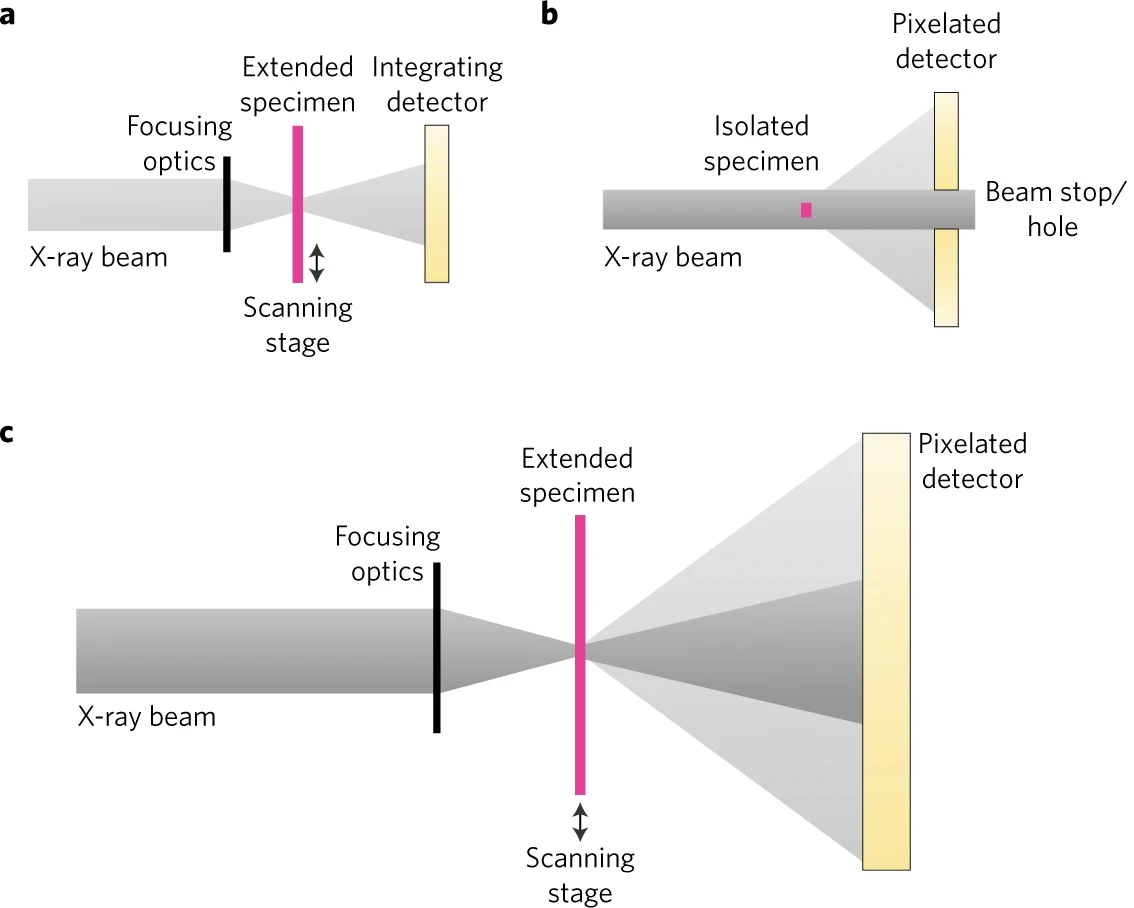 a
Extended
specimen
Integrating
detector
Focusing
optics
X-ray beam
Scanning
stage
b
Pixelated
detector
Isolated
specimen
Beam stop/
hole
X-ray beam
c
Extended
specimen
Pixelated
detector
Focusing
optics
X-ray beam
Scanning
stage